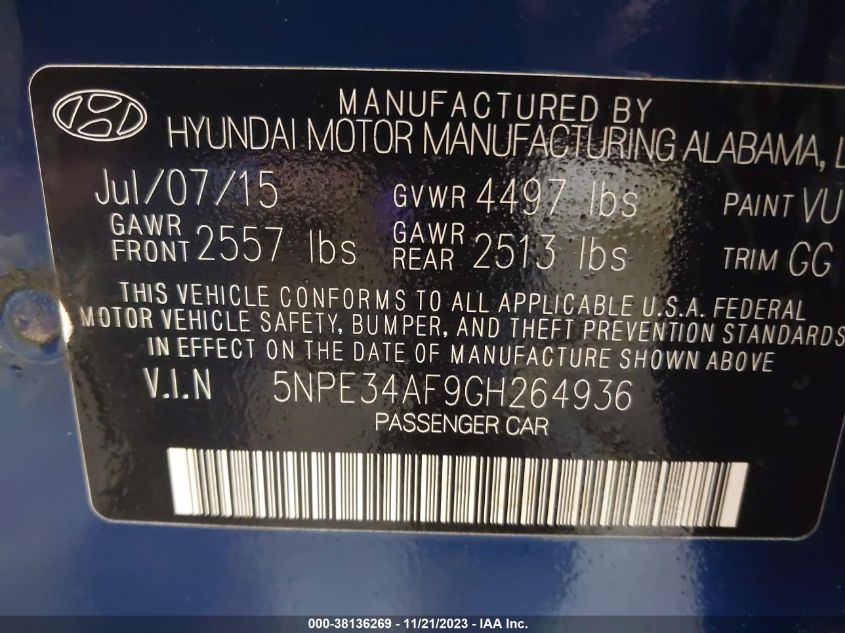 MANUFACTURED BY
HYUNDAI MOTOR MANUFACTURING ALABAMA,
Jul/07/15 GVWR 4497 lbs PAINT VU
GAWR FRONT 2557 lbs GAWR REAR 2513 lbs TRIM GG
THIS VEHICLE CONFORMS TO ALL APPLICABLE U.S.A. FEDERAL
MOTOR VEHICLE SAFETY, BUMPER, AND THEFT PREVENTION STANDARDS
IN EFFECT ON THE DATE OF MANUFACTURE SHOWN ABOVE
V.I.N 5NPE34AF9GH264936
PASSENGER CAR
000-38136269 - 11/21/2023 - IAA Inc.